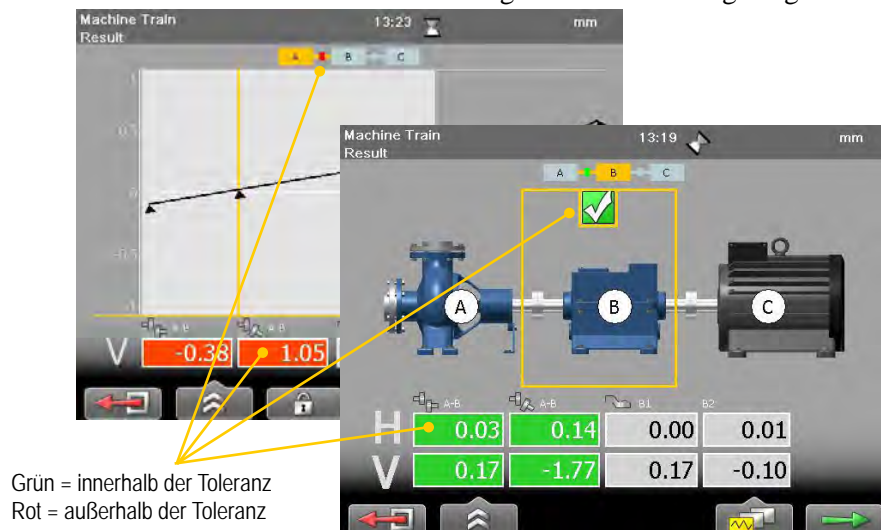 Machine Train 13:23 mm
Result
A B C
1
0.5
0
-0.5
A-B A-B
V -0.38 1.05
Machine Train 13:19 mm
Result
A B C
A B C
A-B A-B B1 B2
H 0.03 0.14 0.00 0.01
V 0.17 -1.77 0.17 -0.10
Grün = innerhalb der Toleranz
Rot = außerhalb der Toleranz